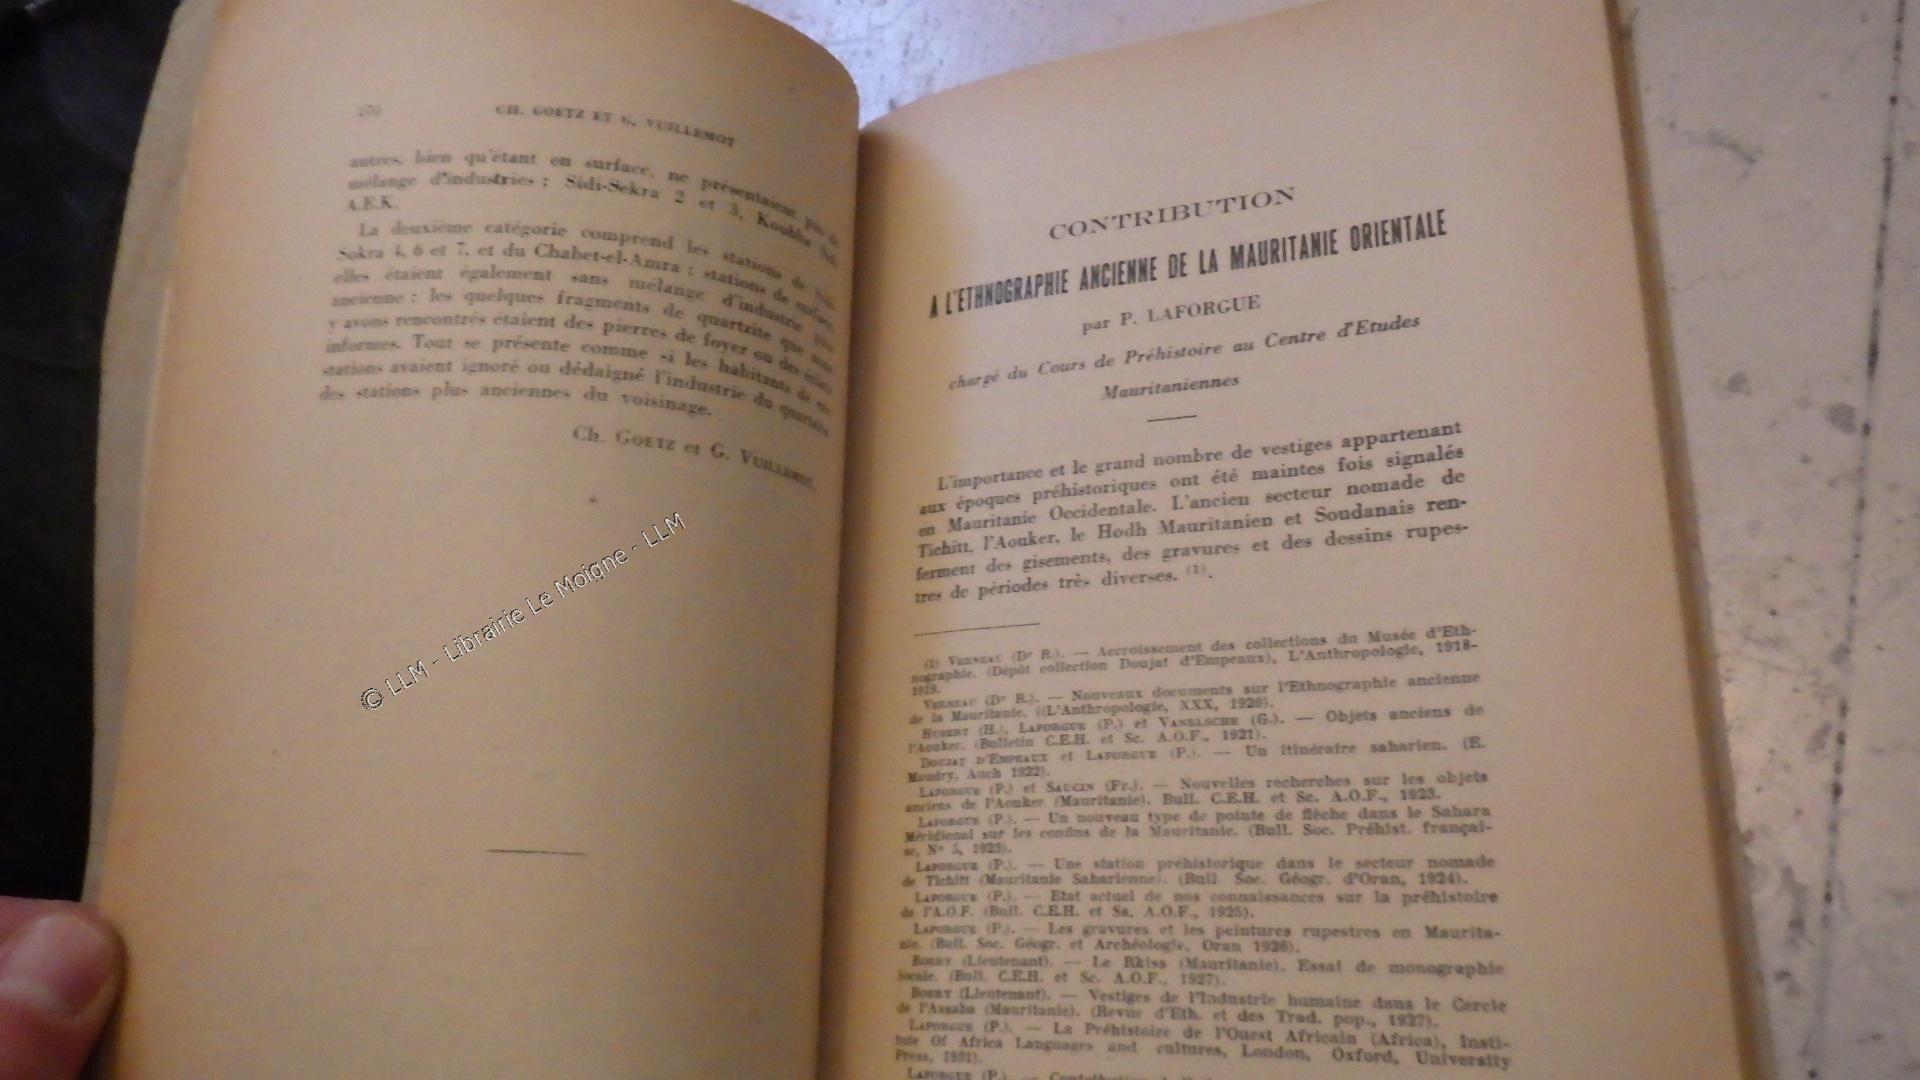 270
CH. GOETZ ET G. VUILLEMOT
autres, bien qu'étant en surface, ne présentaient pas de
mélange d'industries : Sidi-Sekra 2 et 3, Koubba Sidi
A.E.K.
La deuxième catégorie comprend les stations de Sidi
Sokra 4, 6 et 7, et du Chabet-el-Amra : stations de surface,
elles étaient également sans mélange d'industrie plus
ancienne : les quelques fragments de quartzite que nous
y avons rencontrés étaient des pierres de foyer ou des éclats
informes. Tout se présente comme si les habitants de ces
stations avaient ignoré ou dédaigné l'industrie du quartzite
des stations plus anciennes du voisinage.
Ch. GOETZ et G. VUILLEMOT.
© LLM - Librairie Le Moigne - LLM
CONTRIBUTION
A L'ETHNOGRAPHIE ANCIENNE DE LA MAURITANIE ORIENTALE
par P. LAFORGUE
chargé du Cours de Préhistoire au Centre d'Etudes
Mauritaniennes
L'importance et le grand nombre de vestiges appartenant
aux époques préhistoriques ont été maintes fois signalés
en Mauritanie Occidentale. L'ancien secteur nomade de
Tichitt, l'Aouker, le Hodh Mauritanien et Soudanais ren-
ferment des gisements, des gravures et des dessins rupes-
tres de périodes très diverses. (1).
(1) VERNEAU (Dr R.). — Accroissement des collections du Musée d'Eth-
nographie. (Dépôt collection Doujat d'Empeaux), L'Anthropologie, 1918-
1919.
VERNEAU (Dr R.). — Nouveaux documents sur l'Ethnographie ancienne
de la Mauritanie. ((L'Anthropologie, XXX, 1920).
HUBERT (H.), LAFORGUE (P.) et VANELSCHE (G.). — Objets anciens de
l'Aouker. (Bulletin C.E.H. et Sc. A.O.F., 1921).
DOUJAT D'EMPEAUX et LAFORGUE (P.). — Un itinéraire saharien. (E.
Mandry, Auch 1922).
LAFORGUE (P.) et SAUCIN (Fr.). — Nouvelles recherches sur les objets
anciens de l'Aouker (Mauritanie). Bull. C.E.H. et Sc. A.O.F., 1923.
LAFORGUE (P.). — Un nouveau type de pointe de flèche dans le Sahara
Méridional sur les confins de la Mauritanie. (Bull. Soc. Préhist. françai-
se, N° 5, 1923).
LAFORGUE (P.). — Une station préhistorique dans le secteur nomade
de Tichitt (Mauritanie Saharienne). (Bull. Soc. Géogr. d'Oran, 1924).
LAFORGUE (P.). — Etat actuel de nos connaissances sur la préhistoire
de l'A.O.F. (Bull. C.E.H. et Sa. A.O.F., 1925).
LAFORGUE (P.). — Les gravures et les peintures rupestres en Maurita-
nie. (Bull. Soc. Géogr. et Archéologie, Oran 1926).
BOERY (Lieutenant). — Le Rkiss (Mauritanie). Essai de monographie
locale. (Bull. C.E.H. et Sc. A.O.F., 1927).
BOERY (Lieutenant). — Vestiges de l'Industrie humaine dans le Cercle
de l'Assaba (Mauritanie). (Revue d'Eth. et des Trad. pop., 1927).
LAFORGUE (P.). — La Préhistoire de l'Ouest Africain (Africa), Insti-
tute Of Africa Languages and cultures, London, Oxford, University
Press, 1931).
LAFORGUE (P.). —